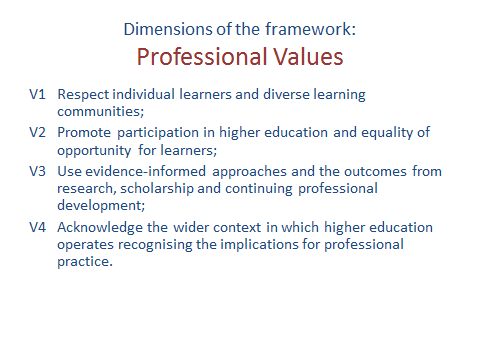 Dimensions of the framework:
Professional Values
V1 Respect individual learners and diverse learning
communities;
V2 Promote participation in higher education and equality of
opportunity for learners;
V3 Use evidence-informed approaches and the outcomes from
research, scholarship and continuing professional
development;
V4 Acknowledge the wider context in which higher education
operates recognising the implications for professional
practice.